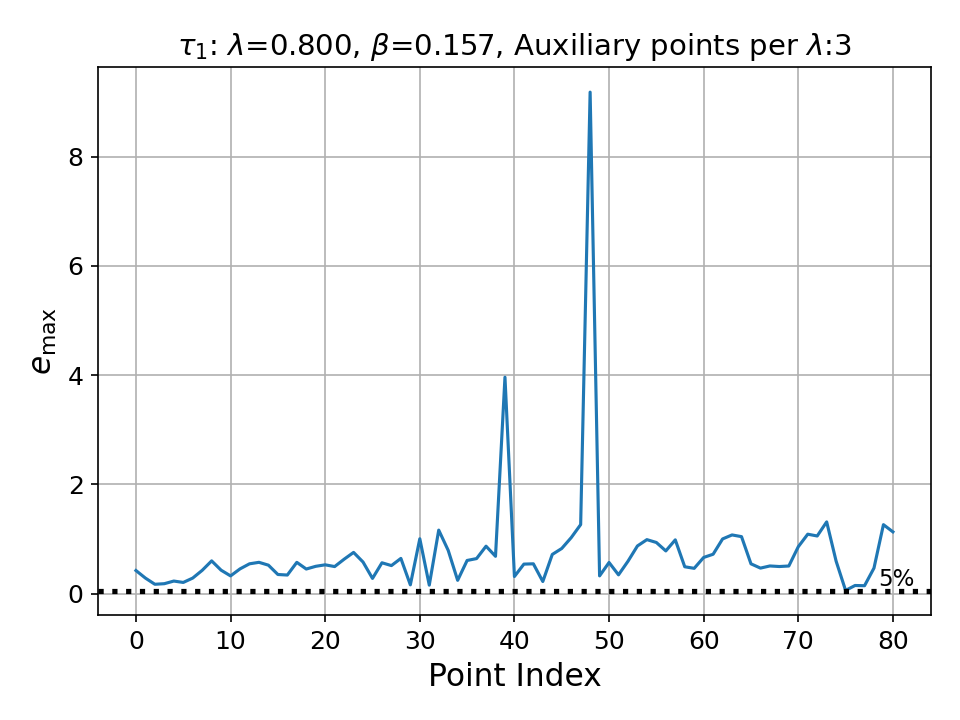 τ₁: λ=0.800, β=0.157, Auxiliary points per λ:3
8
6
4
2
0
e_max
5%
0 10 20 30 40 50 60 70 80
Point Index